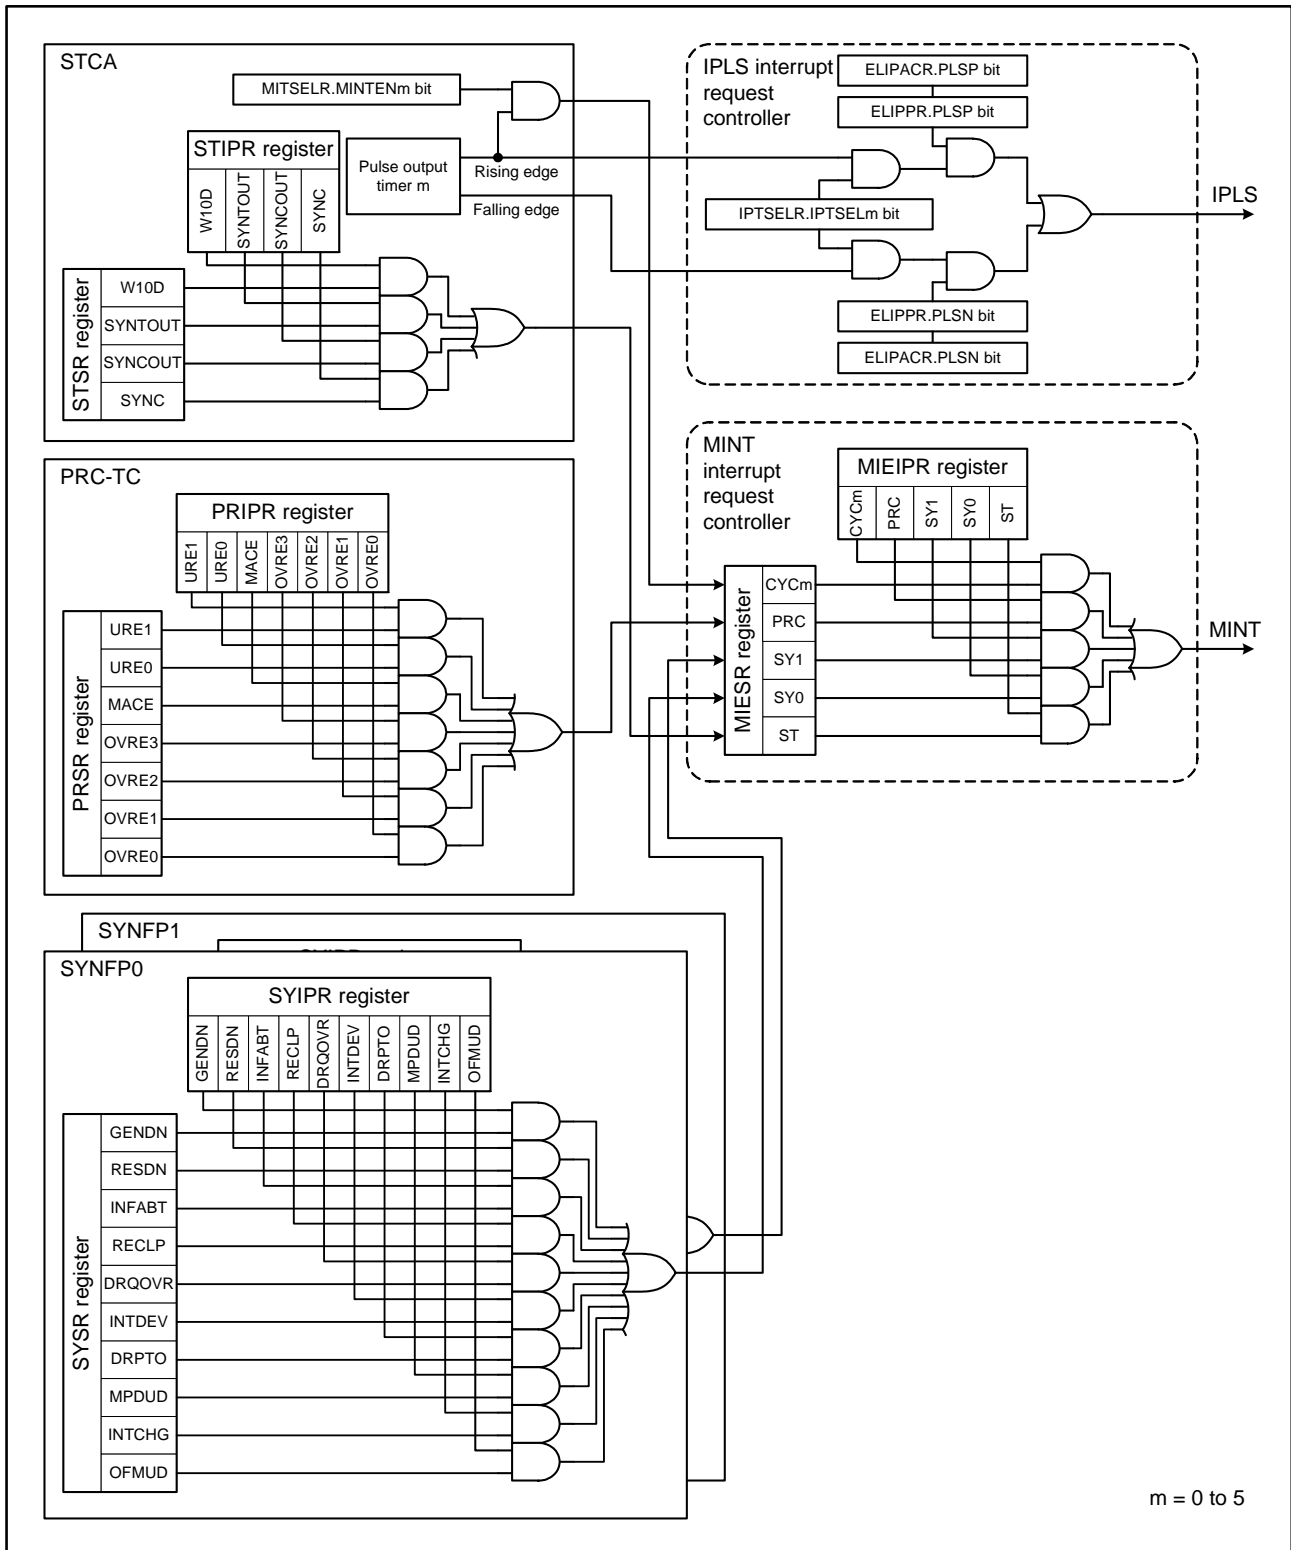 STCA
MITSELR.MINTENm bit
STIPR register
W10D
SYNTOUT
SYNCOUT
SYNC
Pulse output
timer m
Rising edge
Falling edge
STSR register
W10D
SYNTOUT
SYNCOUT
SYNC
IPLS interrupt
request
controller
ELIPACR.PLSP bit
ELIPPR.PLSP bit
IPTSELR.IPTSELm bit
ELIPPR.PLSN bit
ELIPACR.PLSN bit
IPLS
PRC-TC
PRIPR register
URE1
URE0
MACE
OVRE3
OVRE2
OVRE1
OVRE0
PRSR register
URE1
URE0
MACE
OVRE3
OVRE2
OVRE1
OVRE0
MINT
interrupt
request
controller
MIEIPR register
CYCm
PRC
SY1
SY0
ST
MIESR register
CYCm
PRC
SY1
SY0
ST
MINT
SYNFP1
SYNFP0
SYIPR register
GENDN
RESDN
INFABT
RECLP
DRQOVR
INTDEV
DRPTO
MPDUD
INTCHG
OFMUD
SYSR register
GENDN
RESDN
INFABT
RECLP
DRQOVR
INTDEV
DRPTO
MPDUD
INTCHG
OFMUD
m = 0 to 5